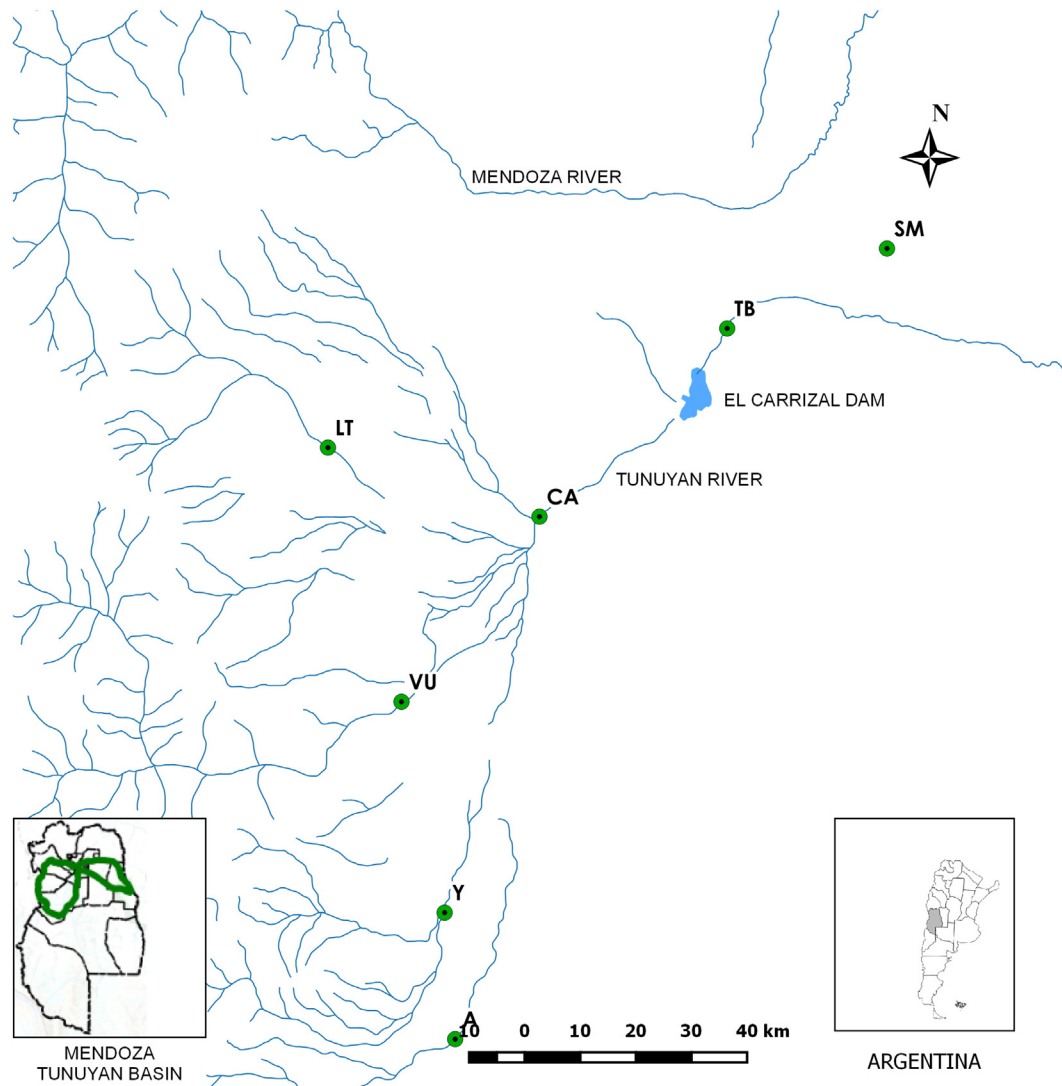 N
MENDOZA RIVER
SM
TB
EL CARRIZAL DAM
LT
TUNUYAN RIVER
CA
VU
Y
A
10 0 10 20 30 40 km
MENDOZA
TUNUYAN BASIN
ARGENTINA